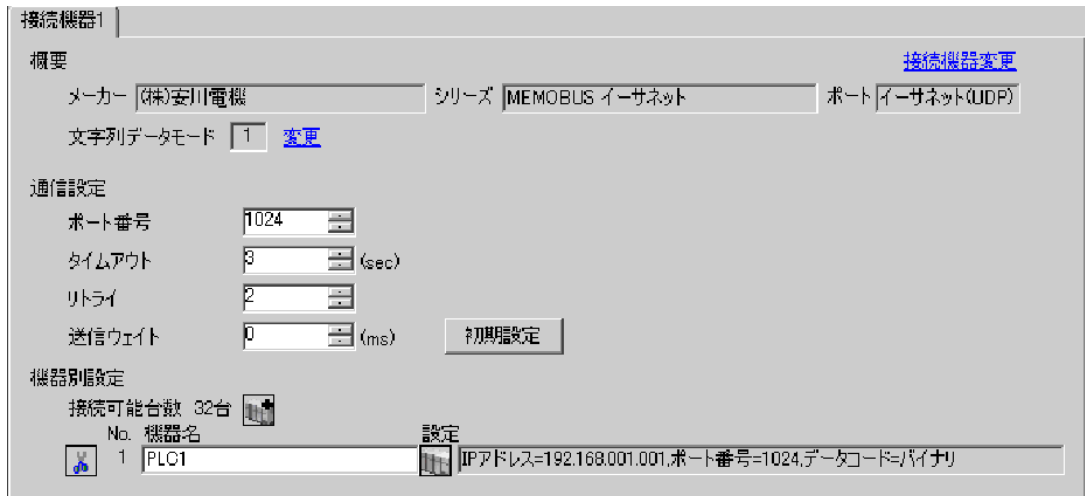 接続機器1
概要 接続機器変更
メーカー (株)安川電機 シリーズ MEMOBUS イーサネット ポート イーサネット(UDP)
文字列データモード 1 変更
通信設定
ポート番号 1024
タイムアウト 3 (sec)
リトライ 2
送信ウェイト 0 (ms) 初期設定
機器別設定
接続可能台数 32台
No. 機器名 設定
1 PLC1 IPアドレス=192.168.001.001,ポート番号=1024,データコード=バイナリ